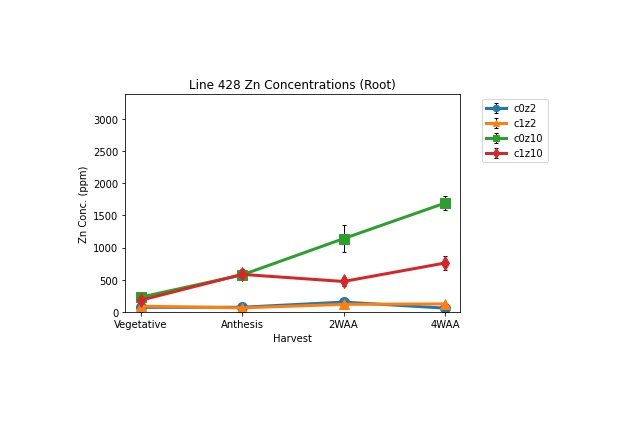 Line 428 Zn Concentrations (Root)
c0z2
c1z2
c0z10
c1z10
3000
2500
2000
1500
1000
500
0
Zn Conc. (ppm)
Vegetative Anthesis 2WAA 4WAA
Harvest